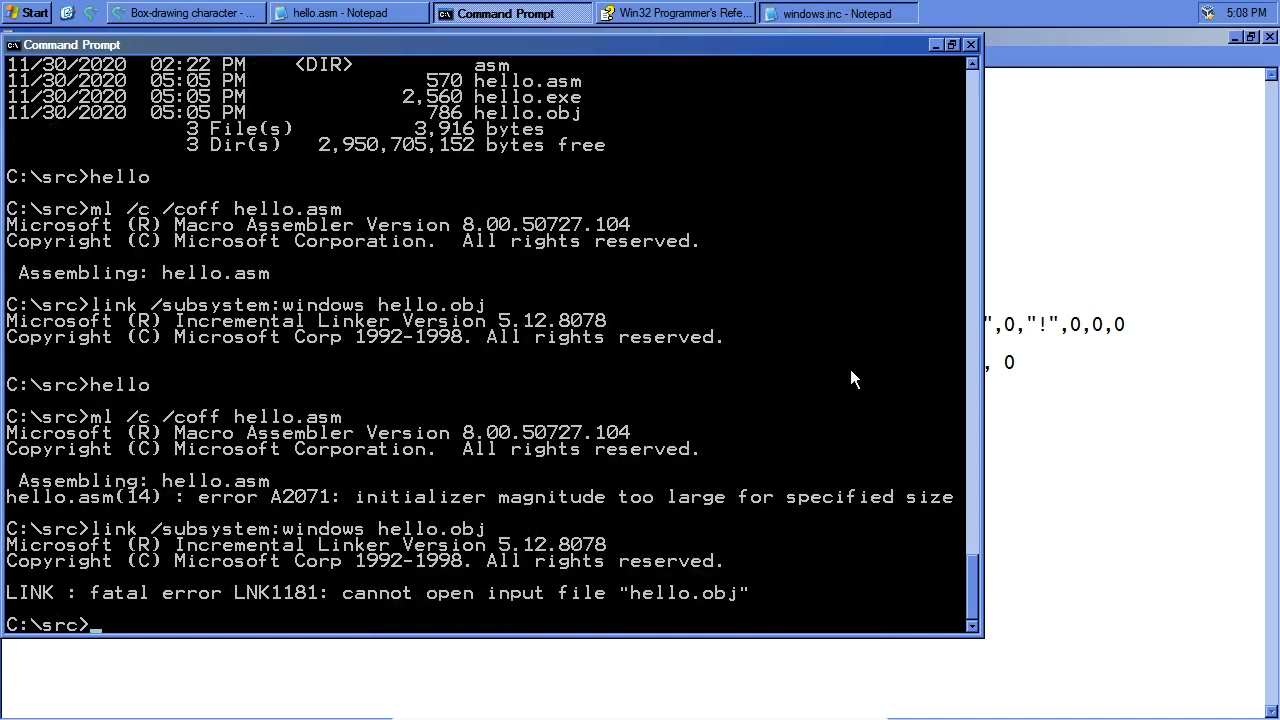 Start
Box-drawing character - ...
hello.asm - Notepad
Command Prompt
Win32 Programmer's Refe...
windows.inc - Notepad
5:08 PM
Command Prompt
11/30/2020  02:22 PM    <DIR>          asm
11/30/2020  05:05 PM               570 hello.asm
11/30/2020  05:05 PM             2,560 hello.exe
11/30/2020  05:05 PM               786 hello.obj
3 File(s)          3,916 bytes
3 Dir(s)   2,950,705,152 bytes free
C:\src>hello
C:\src>ml /c /coff hello.asm
Microsoft (R) Macro Assembler Version 8.00.50727.104
Copyright (C) Microsoft Corporation.  All rights reserved.
Assembling: hello.asm
C:\src>link /subsystem:windows hello.obj
Microsoft (R) Incremental Linker Version 5.12.8078
Copyright (C) Microsoft Corp 1992-1998. All rights reserved.
C:\src>hello
C:\src>ml /c /coff hello.asm
Microsoft (R) Macro Assembler Version 8.00.50727.104
Copyright (C) Microsoft Corporation.  All rights reserved.
Assembling: hello.asm
hello.asm(14) : error A2071: initializer magnitude too large for specified size
C:\src>link /subsystem:windows hello.obj
Microsoft (R) Incremental Linker Version 5.12.8078
Copyright (C) Microsoft Corp 1992-1998. All rights reserved.
LINK : fatal error LNK1181: cannot open input file "hello.obj"
C:\src>
",0,"!",0,0,0
, 0